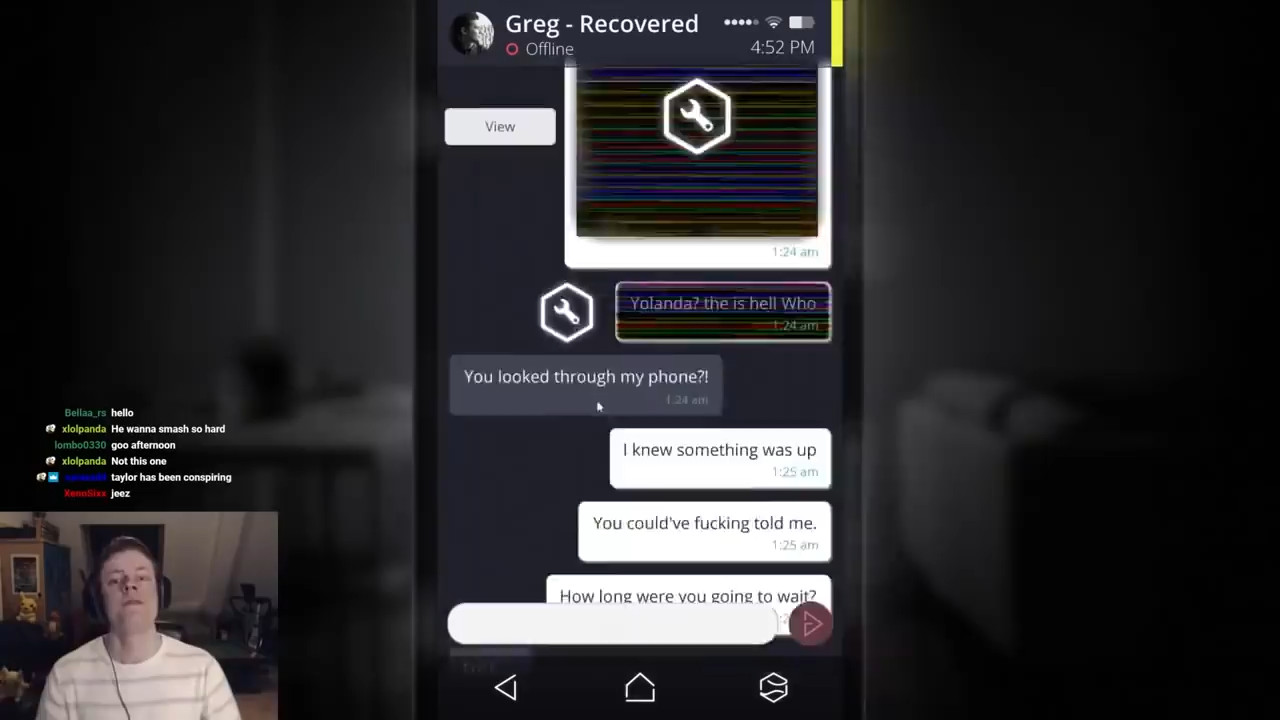 Greg - Recovered
Offline
4:52 PM
View
1:24 am
Yolanda? the is hell Who
1:24 am
You looked through my phone?!
1:24 am
I knew something was up
1:25 am
You could've fucking told me.
1:25 am
How long were you going to wait?
Bellaa_rs hello
xlolpanda He wanna smash so hard
lombo0330 goo afternoon
xlolpanda Not this one
taylor has been conspiring
XenoSixx jeez